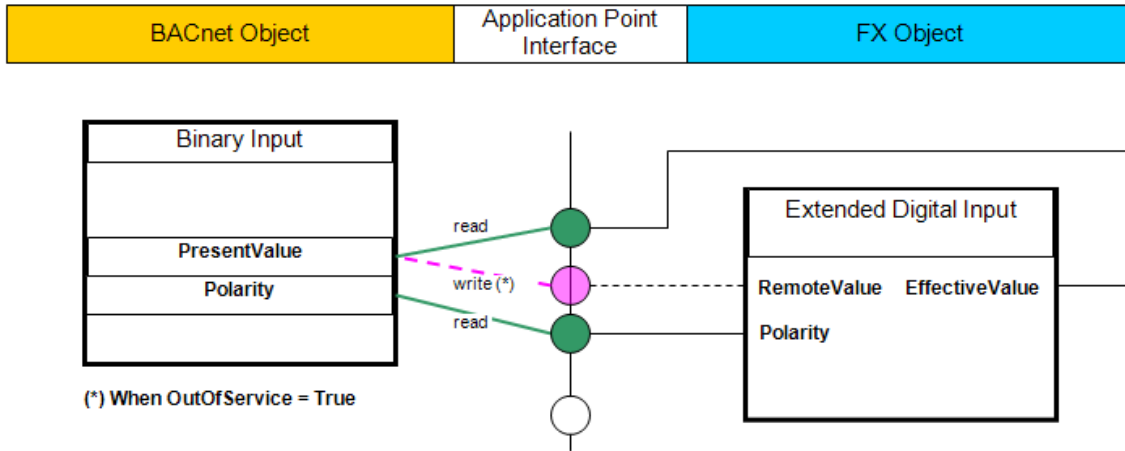 BACnet Object
Application Point
Interface
FX Object
Binary Input
Extended Digital Input
read
PresentValue
write (*)
Polarity
RemoteValue EffectiveValue
read
Polarity
(*) When OutOfService = True